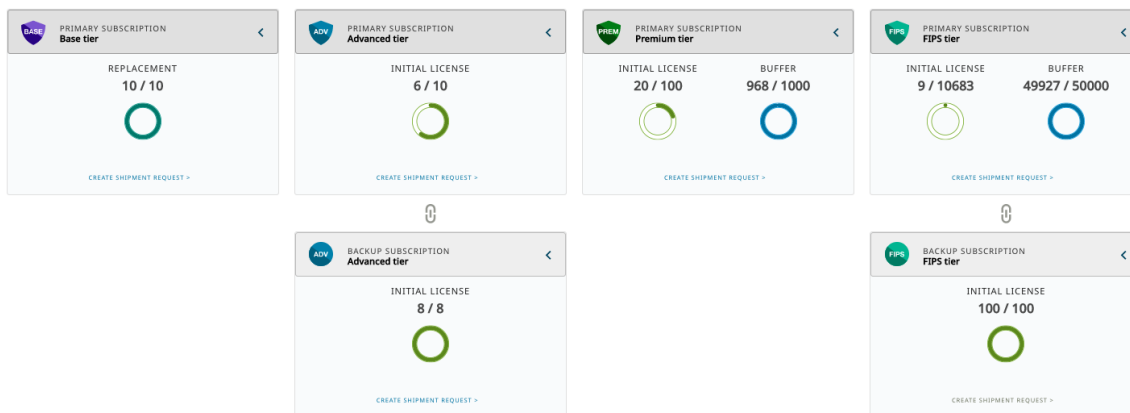 BASE
PRIMARY SUBSCRIPTION
Base tier
REPLACEMENT
10 / 10
CREATE SHIPMENT REQUEST >
ADV
PRIMARY SUBSCRIPTION
Advanced tier
INITIAL LICENSE
6 / 10
CREATE SHIPMENT REQUEST >
PREM
PRIMARY SUBSCRIPTION
Premium tier
INITIAL LICENSE BUFFER
20 / 100 968 / 1000
CREATE SHIPMENT REQUEST >
FIPS
PRIMARY SUBSCRIPTION
FIPS tier
INITIAL LICENSE BUFFER
9 / 10683 49927 / 50000
CREATE SHIPMENT REQUEST >
ADV
BACKUP SUBSCRIPTION
Advanced tier
INITIAL LICENSE
8 / 8
CREATE SHIPMENT REQUEST >
FIPS
BACKUP SUBSCRIPTION
FIPS tier
INITIAL LICENSE
100 / 100
CREATE SHIPMENT REQUEST >